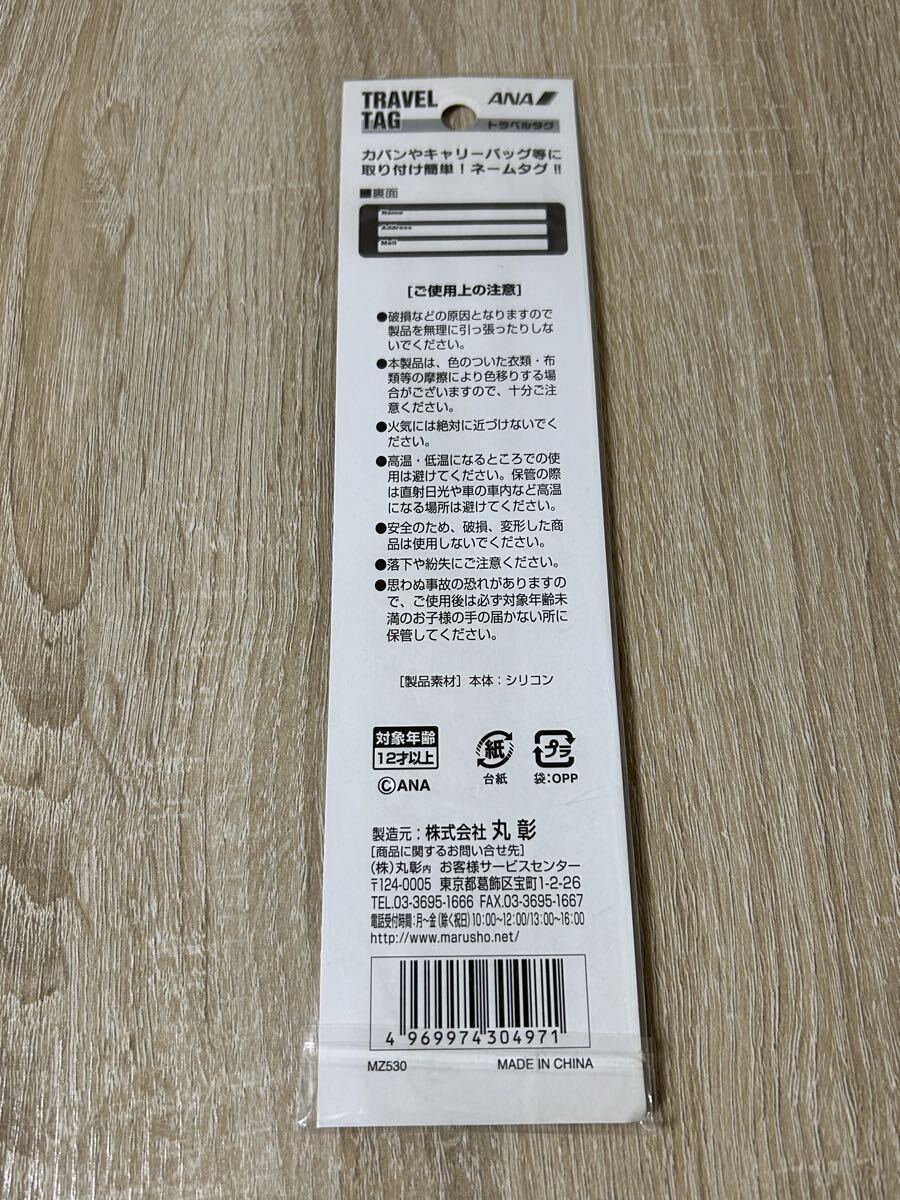 TRAVEL
TAG
ANA
トラベルタグ
カバンやキャリーバッグ等に
取り付け簡単！ネームタグ!!
■裏面
Name
Address
Mail
[ご使用上の注意]
●破損などの原因となりますので
製品を無理に引っ張ったりしな
いでください。
●本製品は、色のついた衣類・布
類等の摩擦により色移りする場
合がございますので、十分ご注
意ください。
●火気には絶対に近づけないでく
ださい。
●高温・低温になるところでの使
用は避けてください。保管の際
は直射日光や車の車内など高温
になる場所は避けてください。
●安全のため、破損、変形した商
品は使用しないでください。
●落下や紛失にご注意ください。
●思わぬ事故の恐れがありますの
で、ご使用後は必ず対象年齢未
満のお子様の手の届かない所に
保管してください。
[製品素材] 本体：シリコン
対象年齢
12才以上
©ANA
紙
台紙
プラ
袋：OPP
製造元：株式会社 丸彰
[商品に関するお問い合せ先]
(株)丸彰内 お客様サービスセンター
〒124-0005 東京都葛飾区宝町1-2-26
TEL.03-3695-1666 FAX.03-3695-1667
電話受付時間：月～金(除く祝日)10:00～12:00/13:00～16:00
http://www.marusho.net/
4 969974 304971
MZ530
MADE IN CHINA